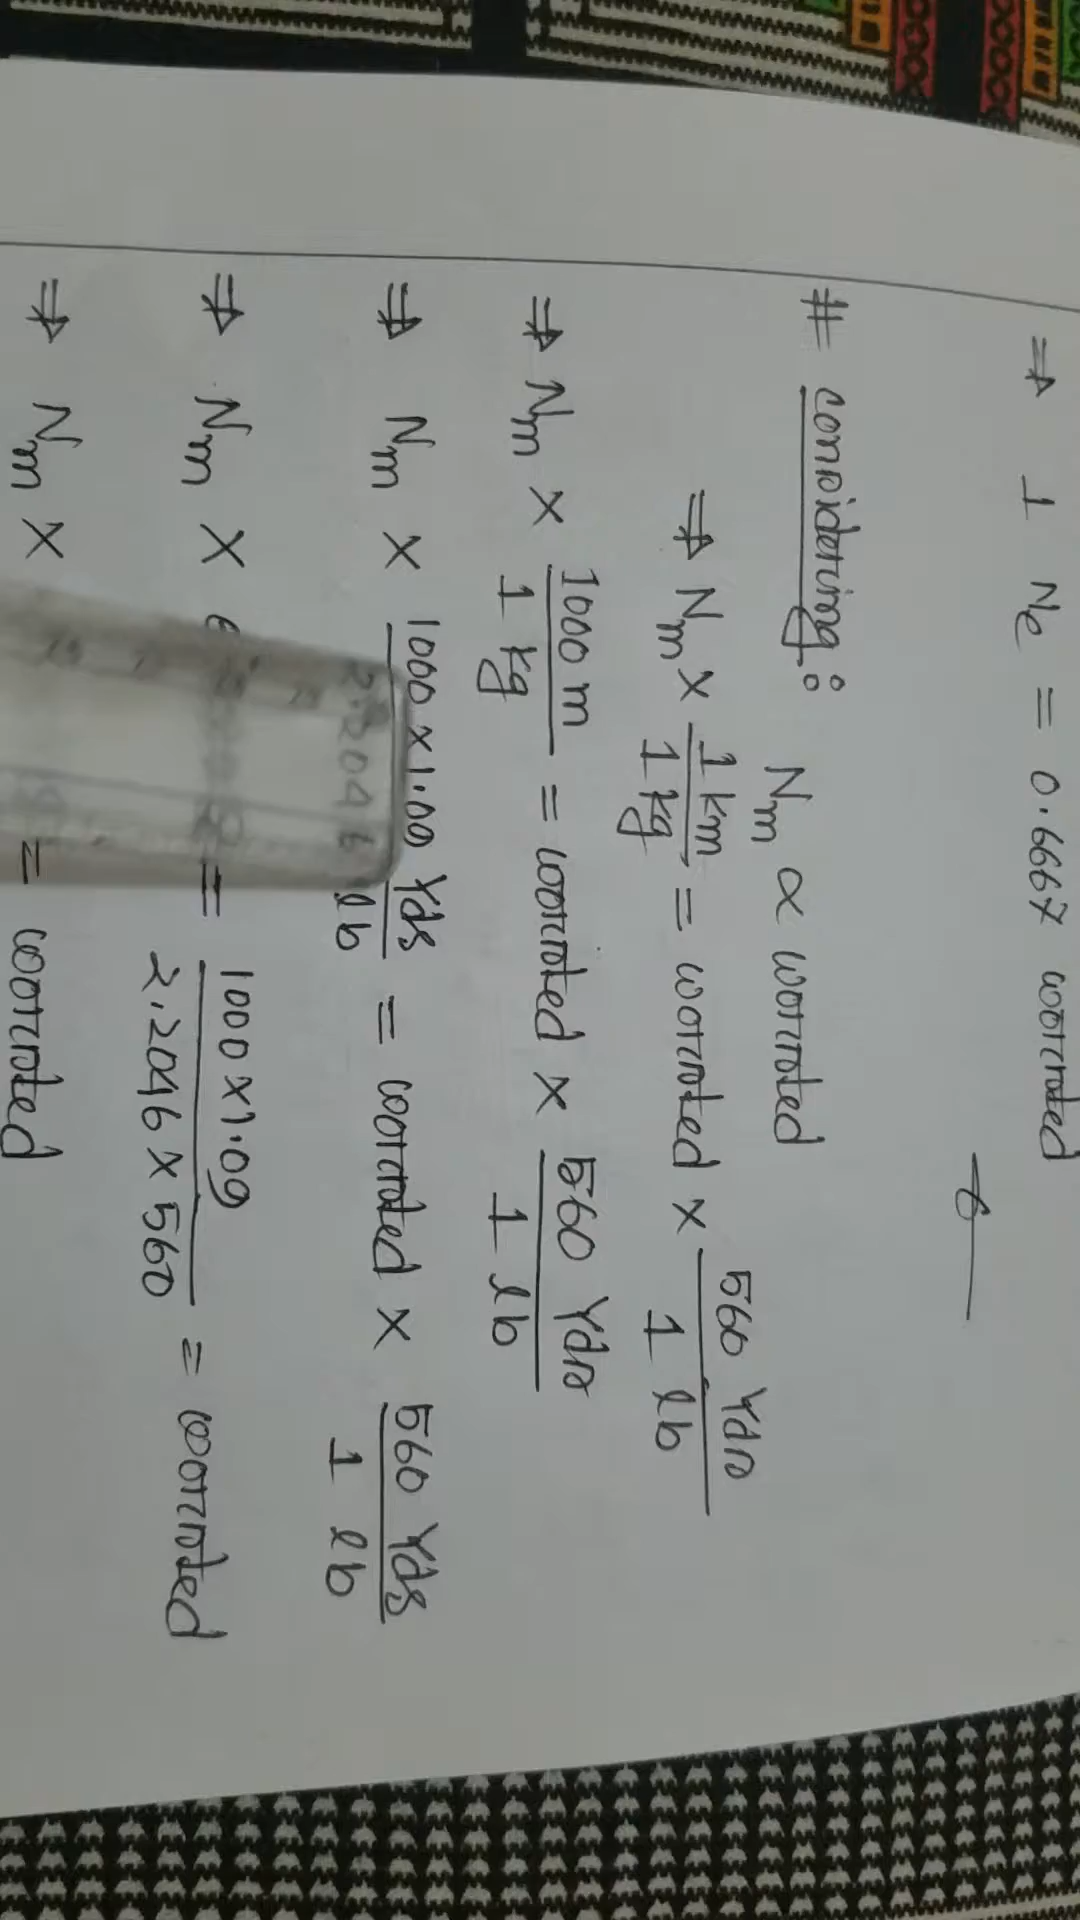 ⇒ 1 Ne = 0.6667 worsted
# considering: Nm ∝ worsted
⇒ Nm × 1 km / 1 kg = worsted × 560 Yds / 1 lb
⇒ Nm × 1000 m / 1 kg = worsted × 560 Yds / 1 lb
⇒ Nm × 1000 × 1.09 Yds / 2.2046 lb = worsted × 560 Yds / 1 lb
⇒ Nm × = 1000 × 1.09 / 2.2046 × 560 = worsted
⇒ Nm × = worsted